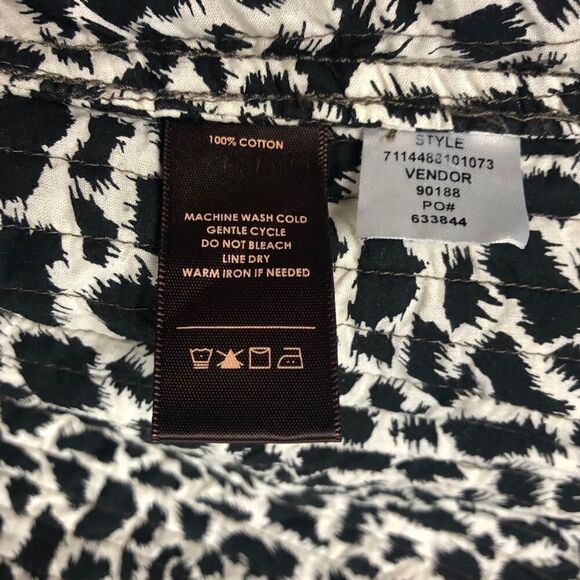 100% COTTON
MACHINE WASH COLD
GENTLE CYCLE
DO NOT BLEACH
LINE DRY
WARM IRON IF NEEDED
STYLE
7114488101073
VENDOR
90188
PO#
633844